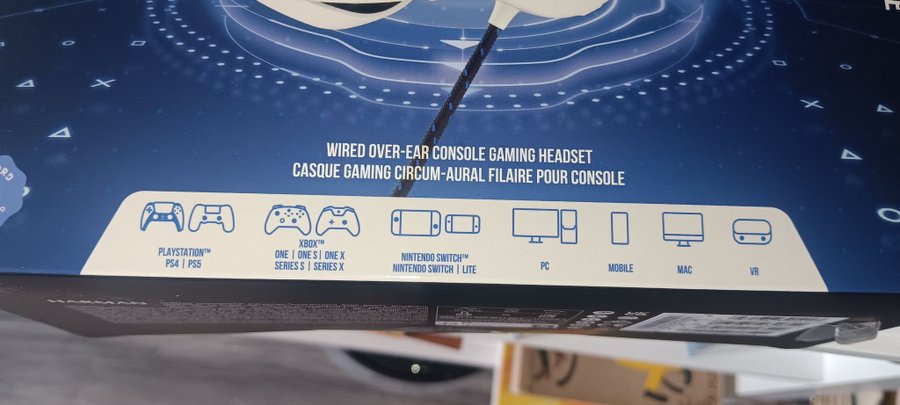 WIRED OVER-EAR CONSOLE GAMING HEADSET
CASQUE GAMING CIRCUM-AURAL FILAIRE POUR CONSOLE
PLAYSTATION™
PS4 | PS5
XBOX™
ONE | ONE S | ONE X
SERIES S | SERIES X
NINTENDO SWITCH™
NINTENDO SWITCH | LITE
PC
MOBILE
MAC
VR
HARMAN